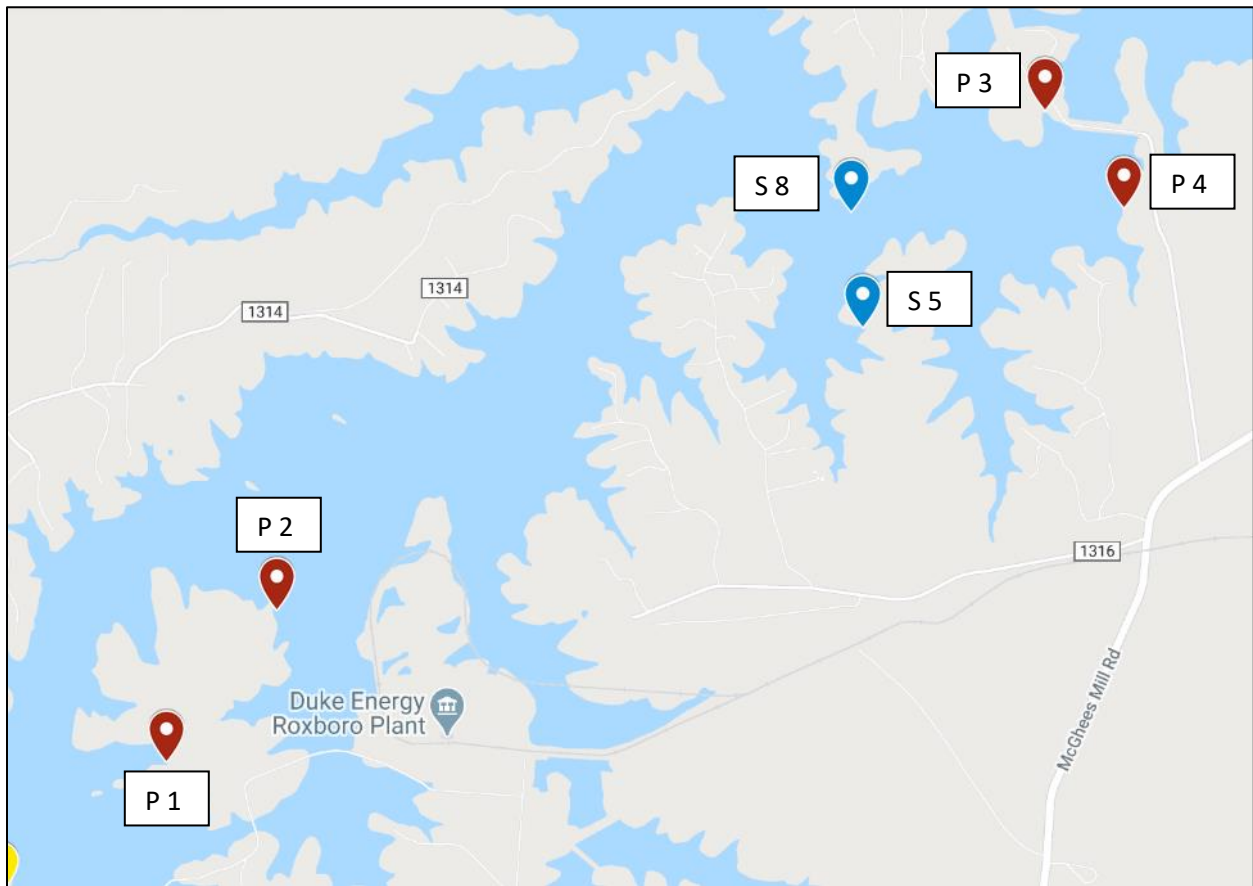 P 3
S 8
P 4
1314
S 5
1314
P 2
1316
McGhees Mill Rd
Duke Energy
Roxboro Plant
P 1